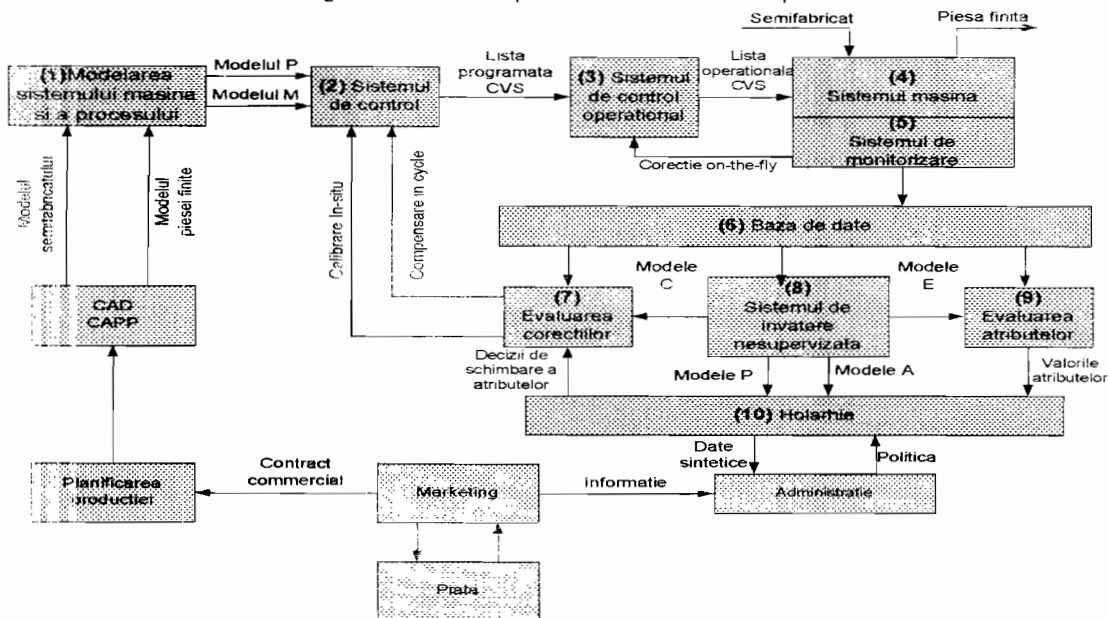 Semifabricat
Piesa finita
(1) Modelarea
sistemului masina
si a procesului
Modelul P
Modelul M
(2) Sistemul
de control
Lista
programata
CVS
(3) Sistemul
de control
operational
Lista
operationala
CVS
(4)
Sistemul masina
(5)
Sistemul de
monitorizare
Corectie on-the-fly
Modelul
semifabricatului
Modelul
piesei finite
Calibrare In-situ
Compensare in cycle
(6) Baza de date
Modele
C
Modele
E
CAD
CAPP
(7)
Evaluarea
corectiilor
(8)
Sistemul de
invatare
nesupervizata
(9)
Evaluarea
atributelor
Decizii de
schimbare a
atributelor
Modele P
Modele A
Valorile
atributelor
(10) Holarhie
Date
sintetice
Politica
Planificarea
productiei
Contract
commercial
Marketing
informatie
Administratie
Piata